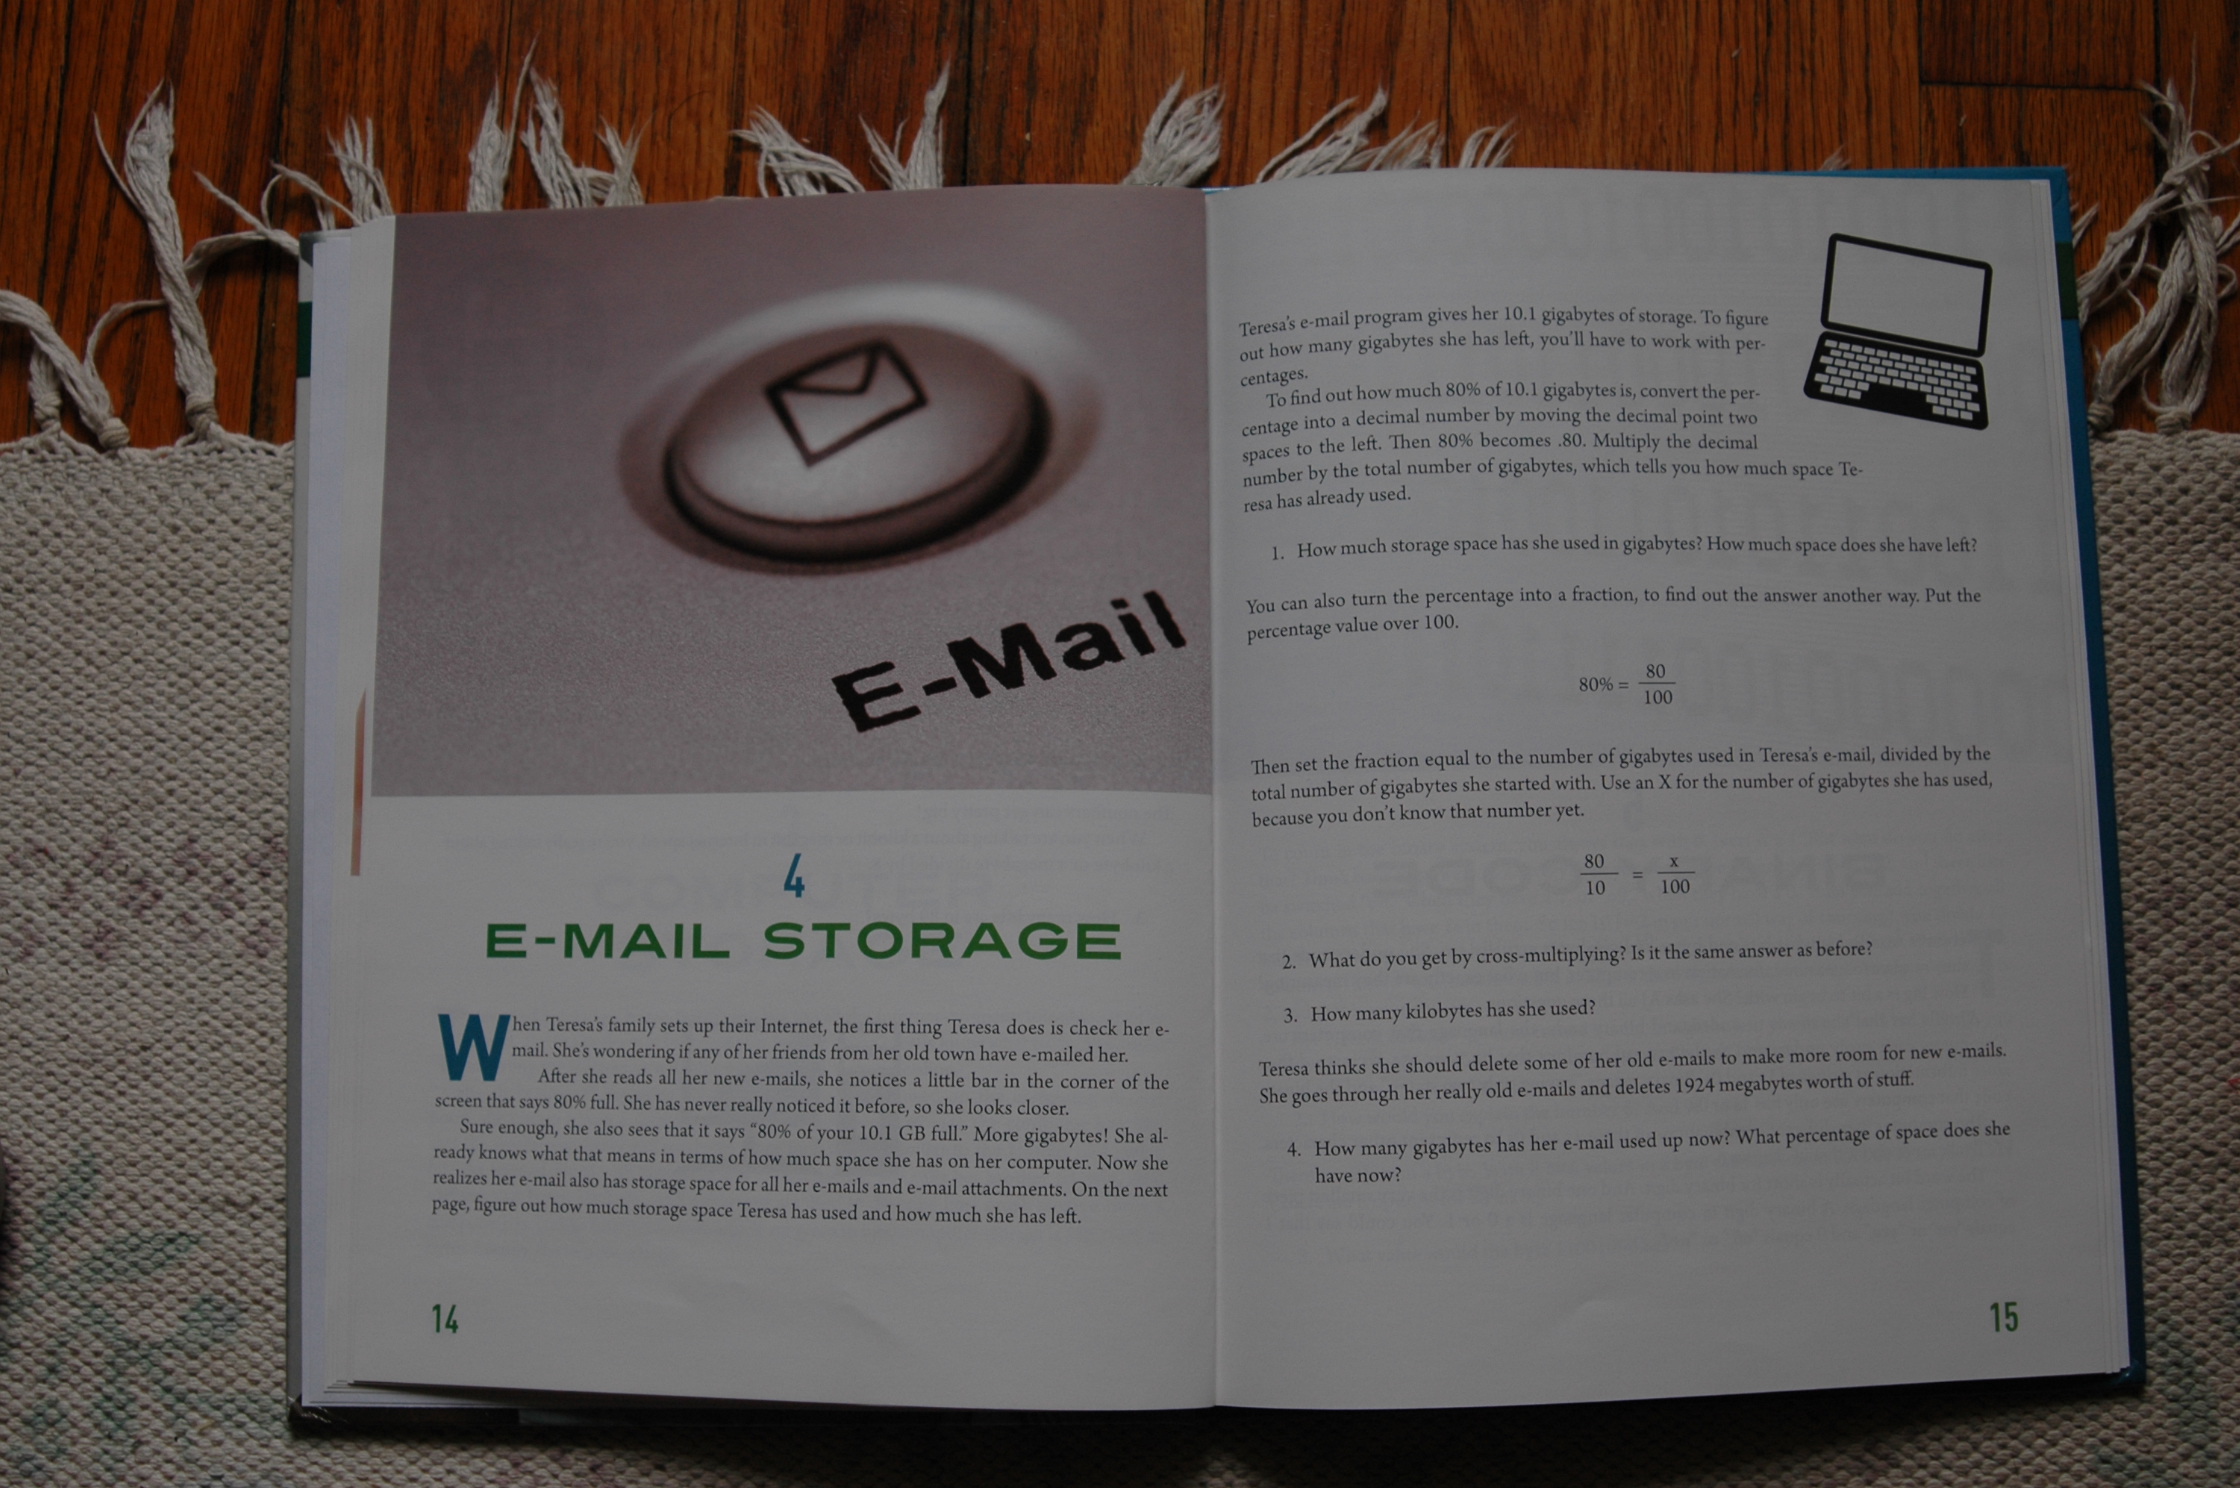 E-Mail
4
E-MAIL STORAGE
When Teresa's family sets up their Internet, the first thing Teresa does is check her e-
mail. She's wondering if any of her friends from her old town have e-mailed her.
After she reads all her new e-mails, she notices a little bar in the corner of the
screen that says 80% full. She has never really noticed it before, so she looks closer.
Sure enough, she also sees that it says “80% of your 10.1 GB full.” More gigabytes! She al-
ready knows what that means in terms of how much space she has on her computer. Now she
realizes her e-mail also has storage space for all her e-mails and e-mail attachments. On the next
page, figure out how much storage space Teresa has used and how much she has left.
14
Teresa's e-mail program gives her 10.1 gigabytes of storage. To figure
out how many gigabytes she has left, you'll have to work with per-
centages.
To find out how much 80% of 10.1 gigabytes is, convert the per-
centage into a decimal number by moving the decimal point two
spaces to the left. Then 80% becomes .80. Multiply the decimal
number by the total number of gigabytes, which tells you how much space Te-
resa has already used.
1. How much storage space has she used in gigabytes? How much space does she have left?
You can also turn the percentage into a fraction, to find out the answer another way. Put the
percentage value over 100.
80
80% =
100
Then set the fraction equal to the number of gigabytes used in Teresa's e-mail, divided by the
total number of gigabytes she started with. Use an X for the number of gigabytes she has used,
because you don't know that number yet.
80 x
=
10 100
2. What do you get by cross-multiplying? Is it the same answer as before?
3. How many kilobytes has she used?
Teresa thinks she should delete some of her old e-mails to make more room for new e-mails.
She goes through her really old e-mails and deletes 1924 megabytes worth of stuff.
4. How many gigabytes has her e-mail used up now? What percentage of space does she
have now?
15